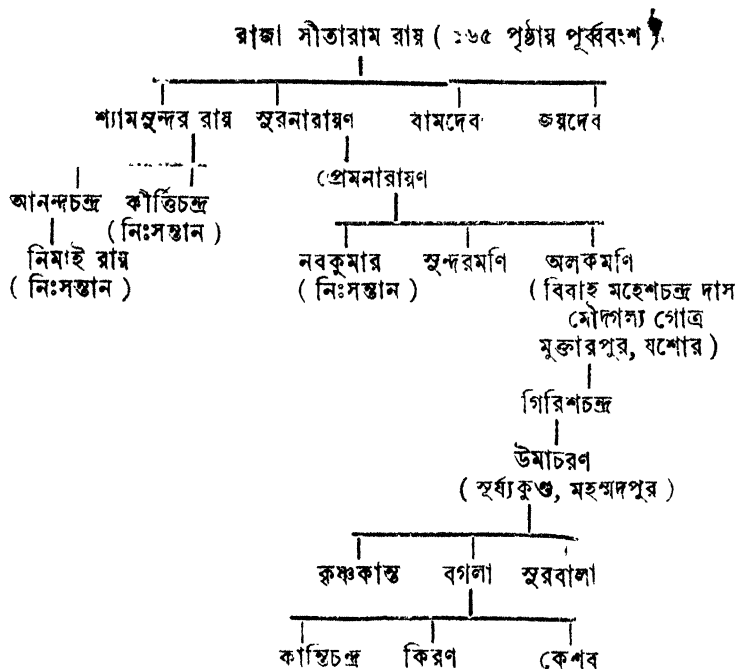 রাজা সীতারাম রায় ( ১৬৫ পৃষ্ঠায় পূর্ব্ববংশ )
শ্যামসুন্দর রায় সুরনারায়ণ বামদেব জয়দেব
প্রেমনারায়ণ
আনন্দচন্দ্র কীর্ত্তিচন্দ্র
( নিঃসন্তান )
নিমাই রায়
( নিঃসন্তান )
নবকুমার সুন্দরমণি অলকমণি
( নিঃসন্তান ) ( বিবাহ মহেশচন্দ্র দাস
মৌদ্গল্য গোত্র
মুক্তারপুর, যশোর )
গিরিশচন্দ্র
উমাচরণ
( সূর্য্যকুণ্ড, মহম্মদপুর )
কৃষ্ণকান্ত বগলা সুরবালা
কান্তিচন্দ্র কিরণ কেশব